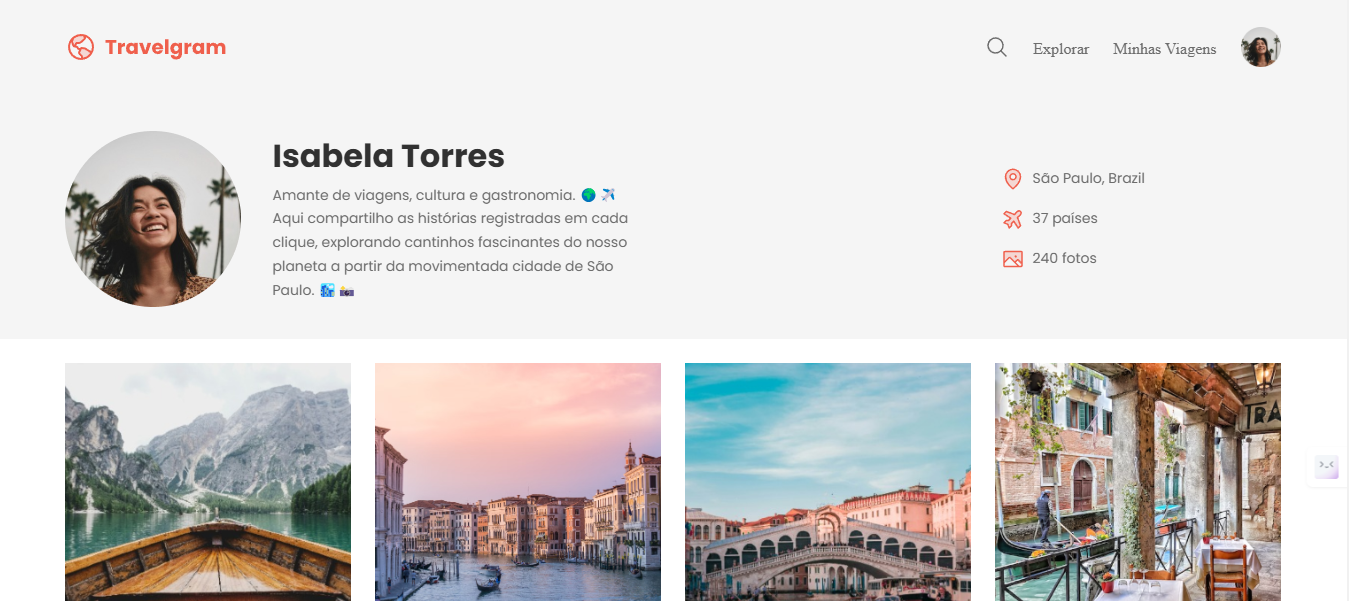 Travelgram
Explorar
Minhas Viagens
Isabela Torres
Amante de viagens, cultura e gastronomia. 🌍 ✈️
Aqui compartilho as histórias registradas em cada
clique, explorando cantinhos fascinantes do nosso
planeta a partir da movimentada cidade de São
Paulo. 🏙️ 📸
São Paulo, Brazil
37 países
240 fotos
TRA